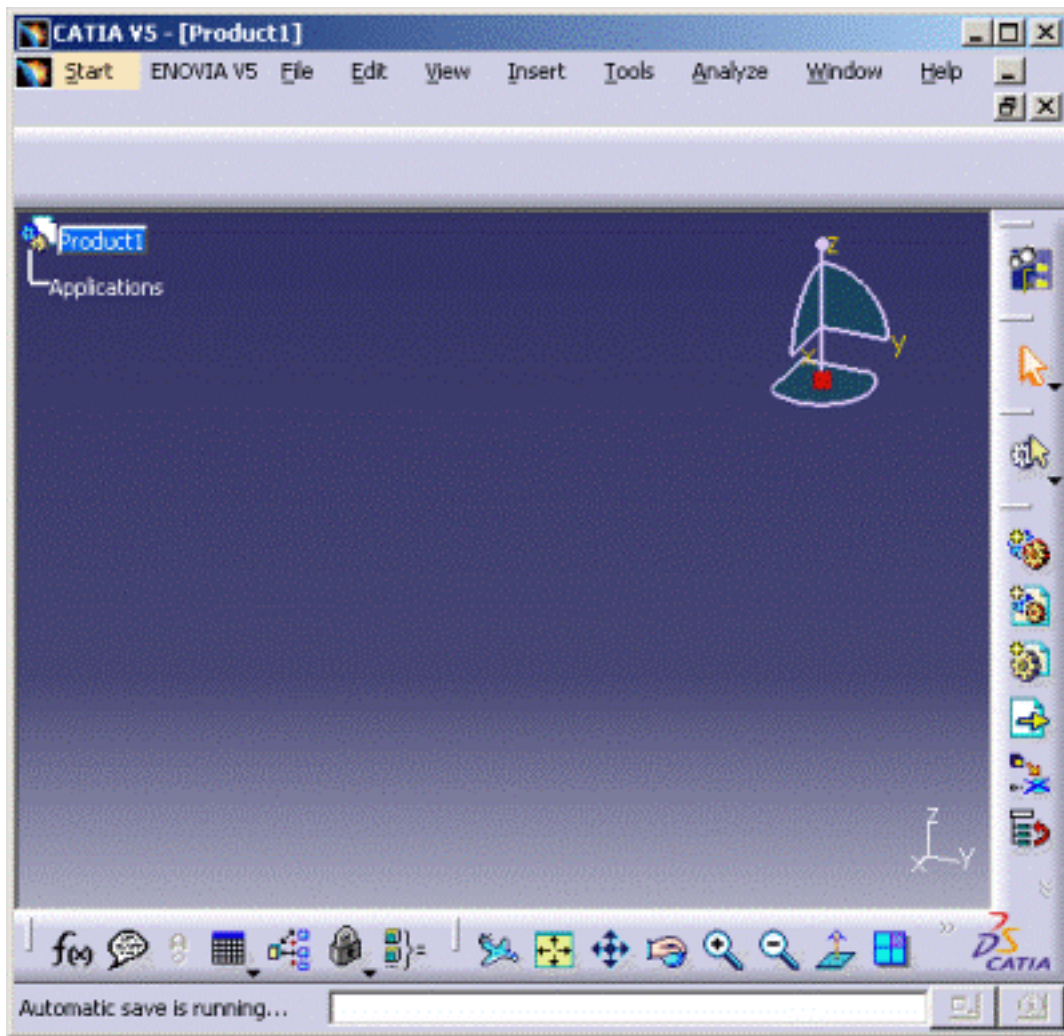 CATIA V5 - [Product1]
Start ENOVIA V5 File Edit View Insert Tools Analyze Window Help
Product1
Applications
z
y
x
z
x y
f(x)
DS
CATIA
Automatic save is running...